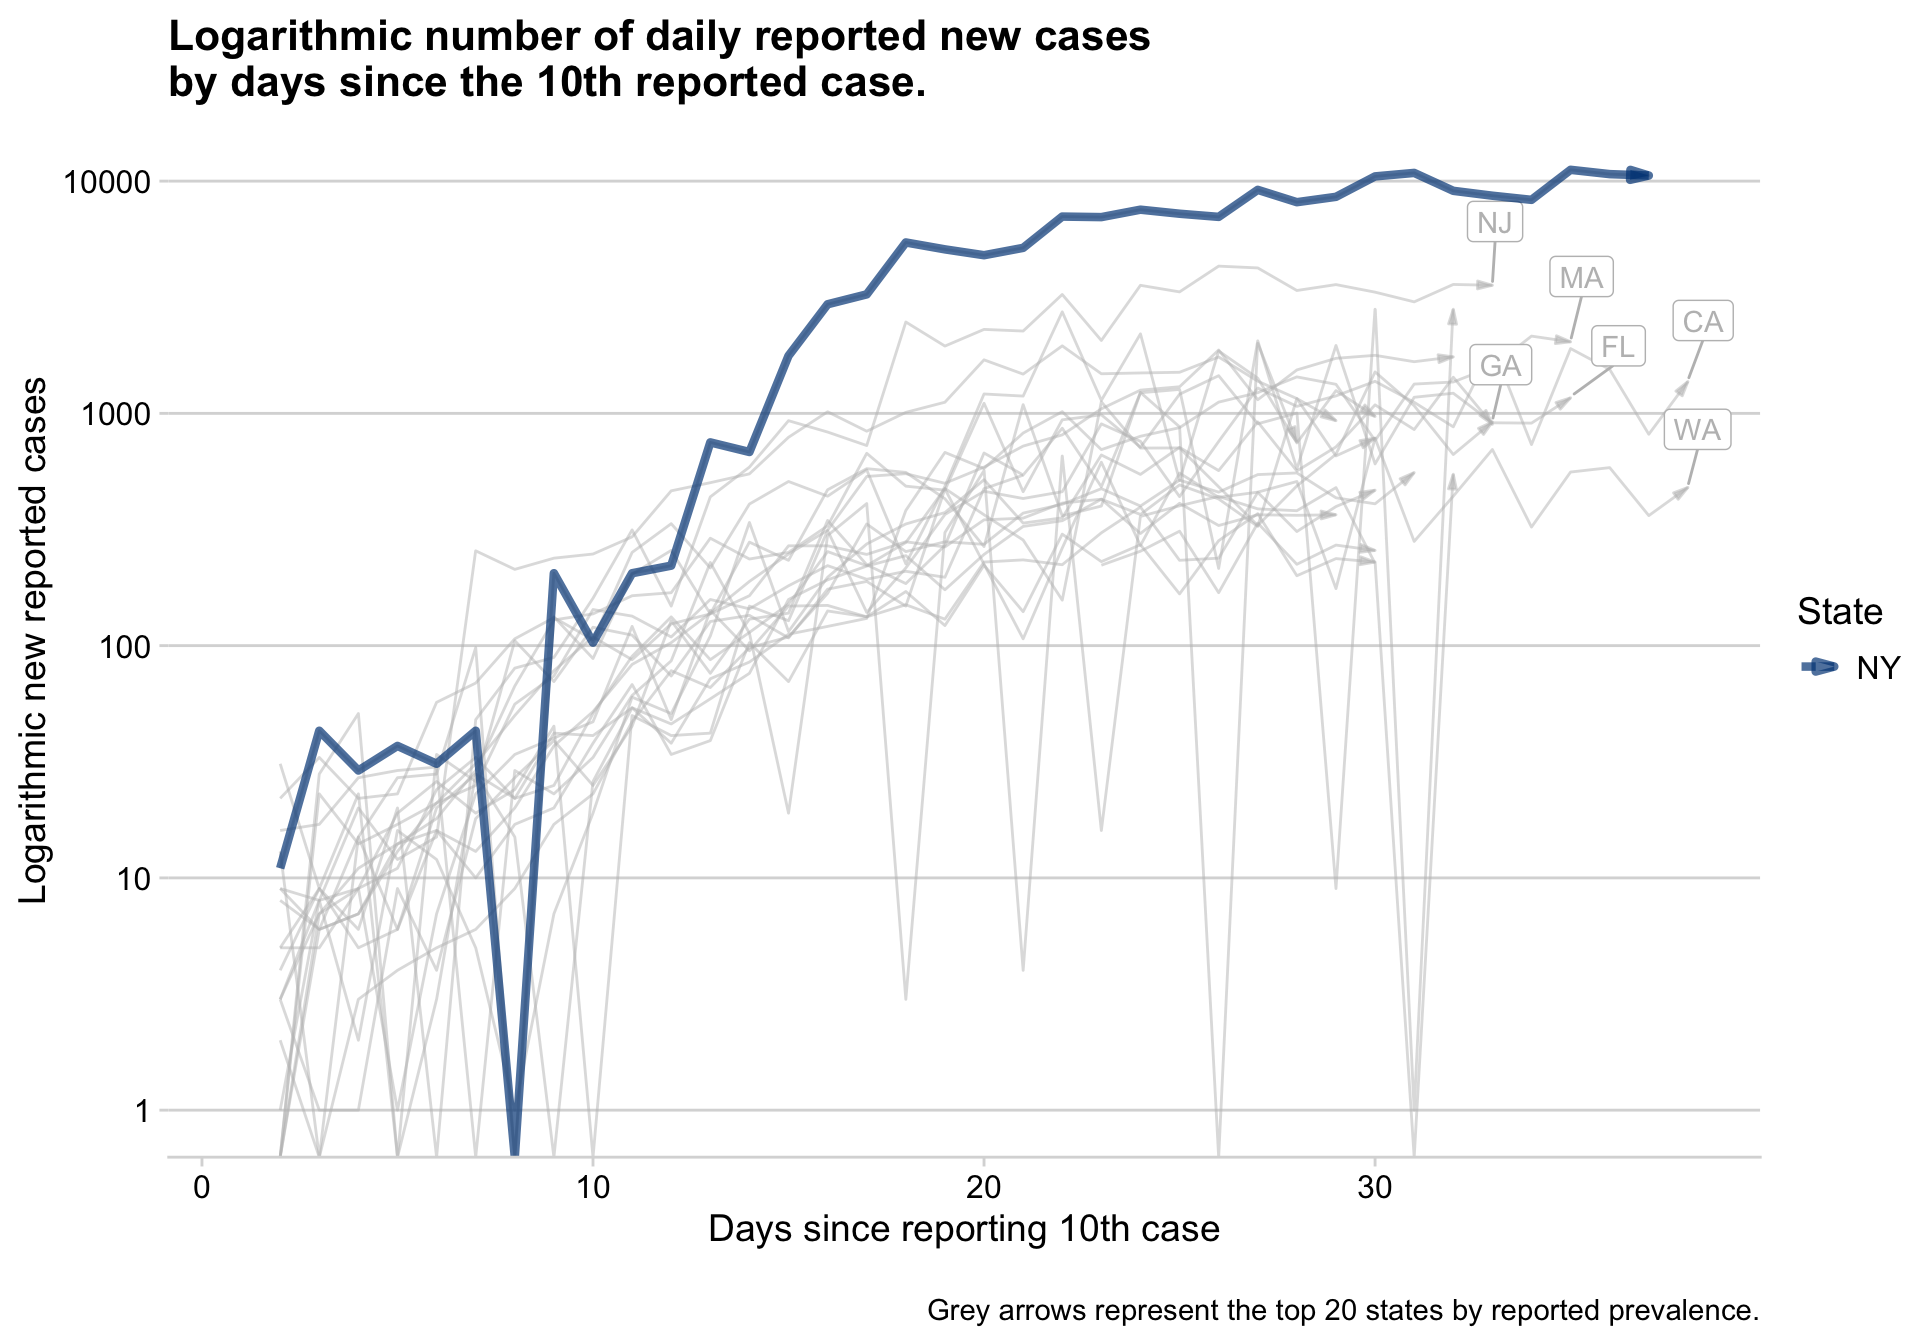 Logarithmic number of daily reported new cases
by days since the 10th reported case.
Logarithmic new reported cases
10000
1000
100
10
1
NJ
MA
CA
FL
GA
WA
State
NY
0
10
20
30
Days since reporting 10th case
Grey arrows represent the top 20 states by reported prevalence.